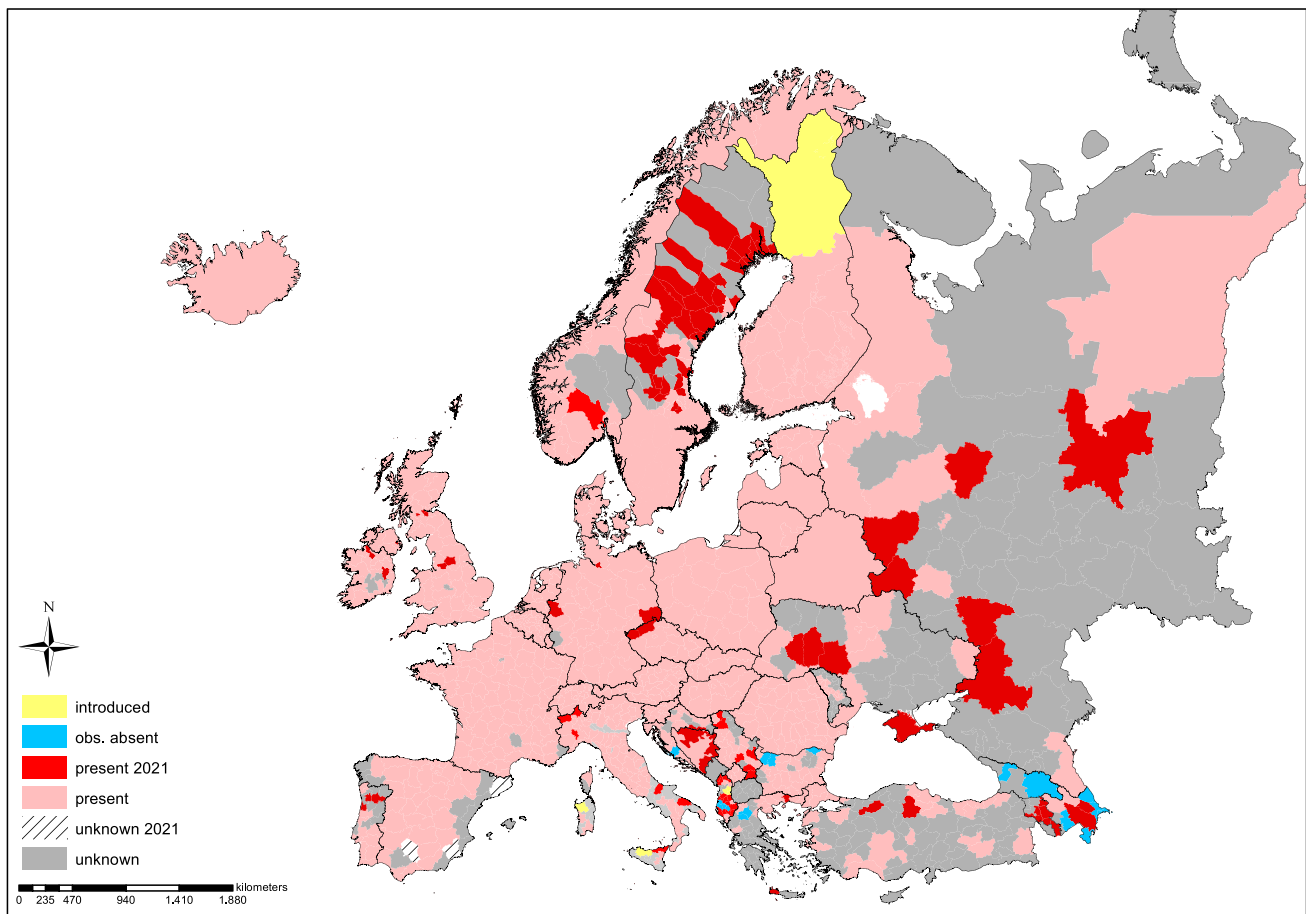 N
introduced
obs. absent
present 2021
present
unknown 2021
unknown
kilometers
0 235 470 940 1.410 1.880